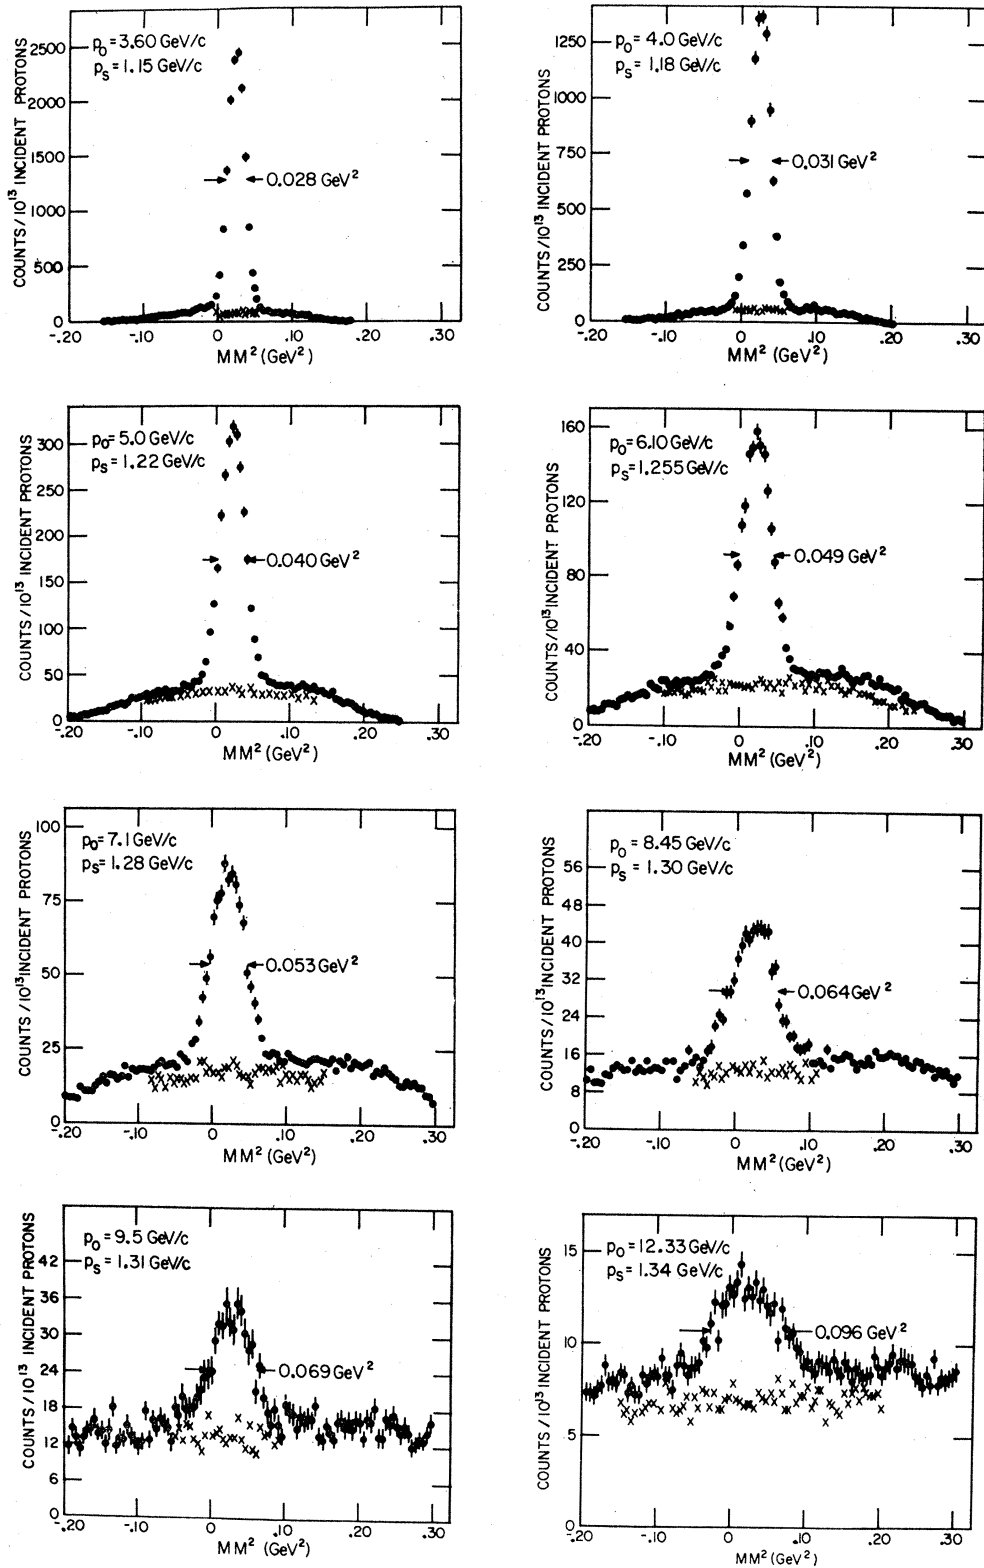 COUNTS/10¹³ INCIDENT PROTONS
p₀ = 3.60 GeV/c
pₛ = 1.15 GeV/c
2500
2000
1500
1000
500
0
0.028 GeV²
-.20 -.10 0 .10 .20 .30
MM² (GeV²)
COUNTS/10¹³ INCIDENT PROTONS
p₀ = 4.0 GeV/c
pₛ = 1.18 GeV/c
1250
1000
750
500
250
0
0.031 GeV²
-.20 -.10 0 .10 .20 .30
MM² (GeV²)
COUNTS/10¹³ INCIDENT PROTONS
p₀ = 5.0 GeV/c
pₛ = 1.22 GeV/c
300
250
200
150
100
50
0
0.040 GeV²
-.20 -.10 0 .10 .20 .30
MM² (GeV²)
COUNTS /10¹³ INCIDENT PROTONS
p₀ = 6.10 GeV/c
pₛ = 1.255 GeV/c
160
120
80
40
0
0.049 GeV²
-.20 -.10 0 .10 .20 .30
MM² (GeV²)
COUNTS /10¹³ INCIDENT PROTONS
p₀ = 7.1 GeV/c
pₛ = 1.28 GeV/c
100
75
50
25
0
0.053 GeV²
-.20 -.10 0 .10 .20 .30
MM² (GeV²)
COUNTS/10¹³ INCIDENT PROTONS
p₀ = 8.45 GeV/c
pₛ = 1.30 GeV/c
56
48
40
32
24
16
8
0
0.064 GeV²
-.20 -.10 0 .10 .20 .30
MM² (GeV²)
COUNTS /10¹³ INCIDENT PROTONS
p₀ = 9.5 GeV/c
pₛ = 1.31 GeV/c
42
36
30
24
18
12
6
0
0.069 GeV²
-.20 -.10 0 .10 .20 .30
MM² (GeV²)
COUNTS /10¹³ INCIDENT PROTONS
p₀ = 12.33 GeV/c
pₛ = 1.34 GeV/c
15
10
5
0
0.096 GeV²
-.20 -.10 0 .10 .20 .30
MM² (GeV²)